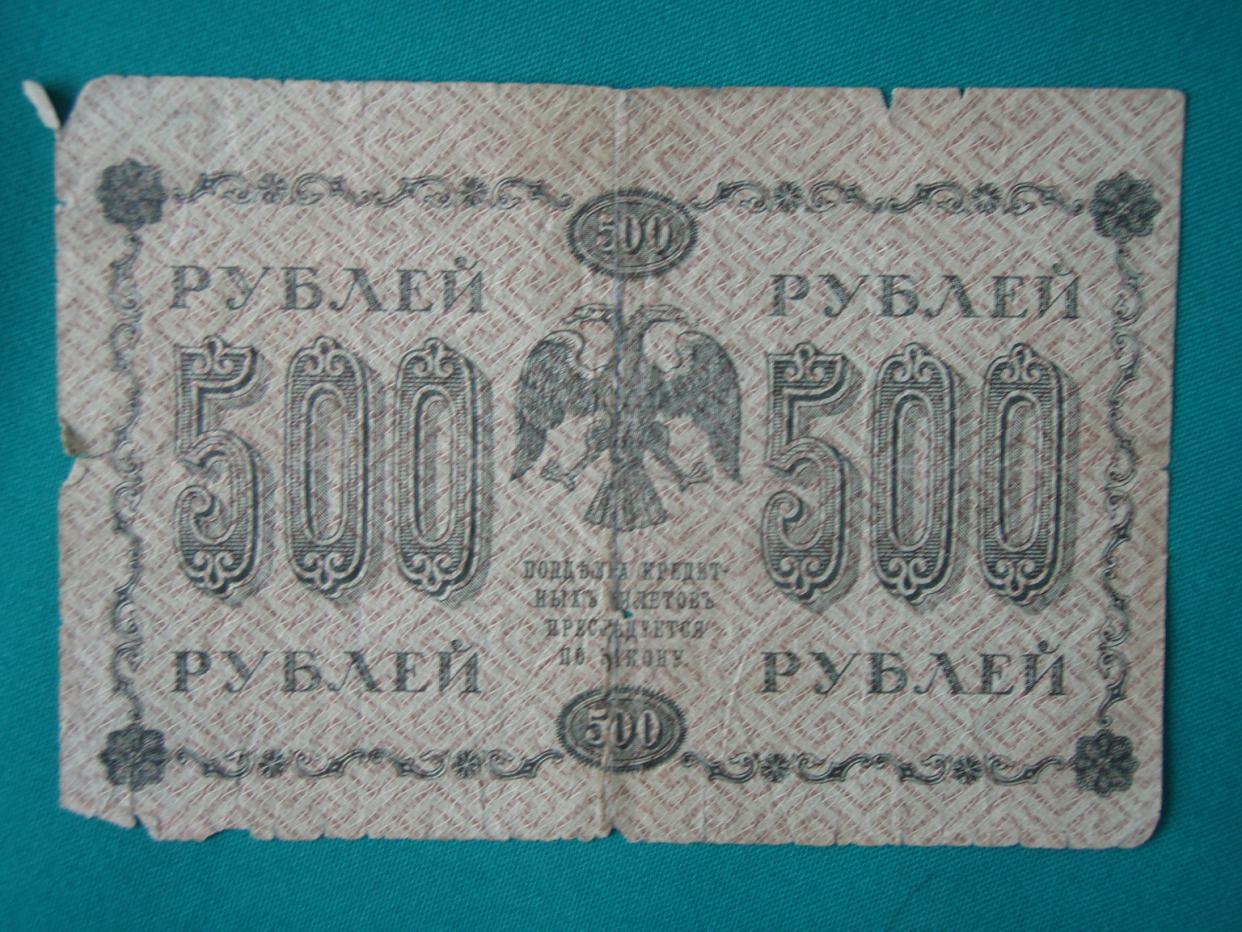 500
РУБЛЕЙ РУБЛЕЙ
500 500
ПОДДѢЛКА КРЕДИТ-
НЫХЪ БИЛЕТОВЪ
ПРЕСЛѢДУЕТСЯ
ПО ЗАКОНУ.
РУБЛЕЙ РУБЛЕЙ
500